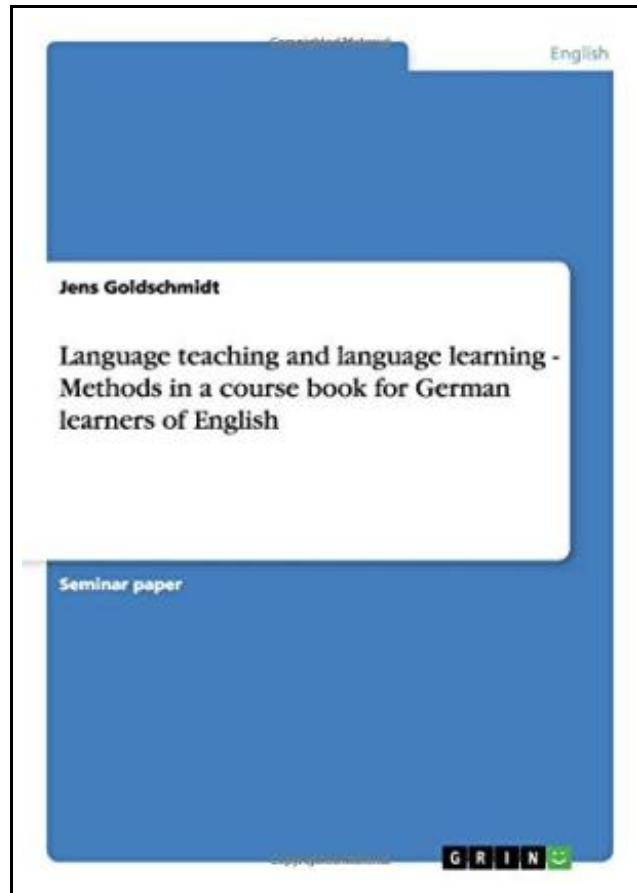 English
Jens Goldschmidt
Language teaching and language learning -
Methods in a course book for German
learners of English
Seminar paper
GRIN